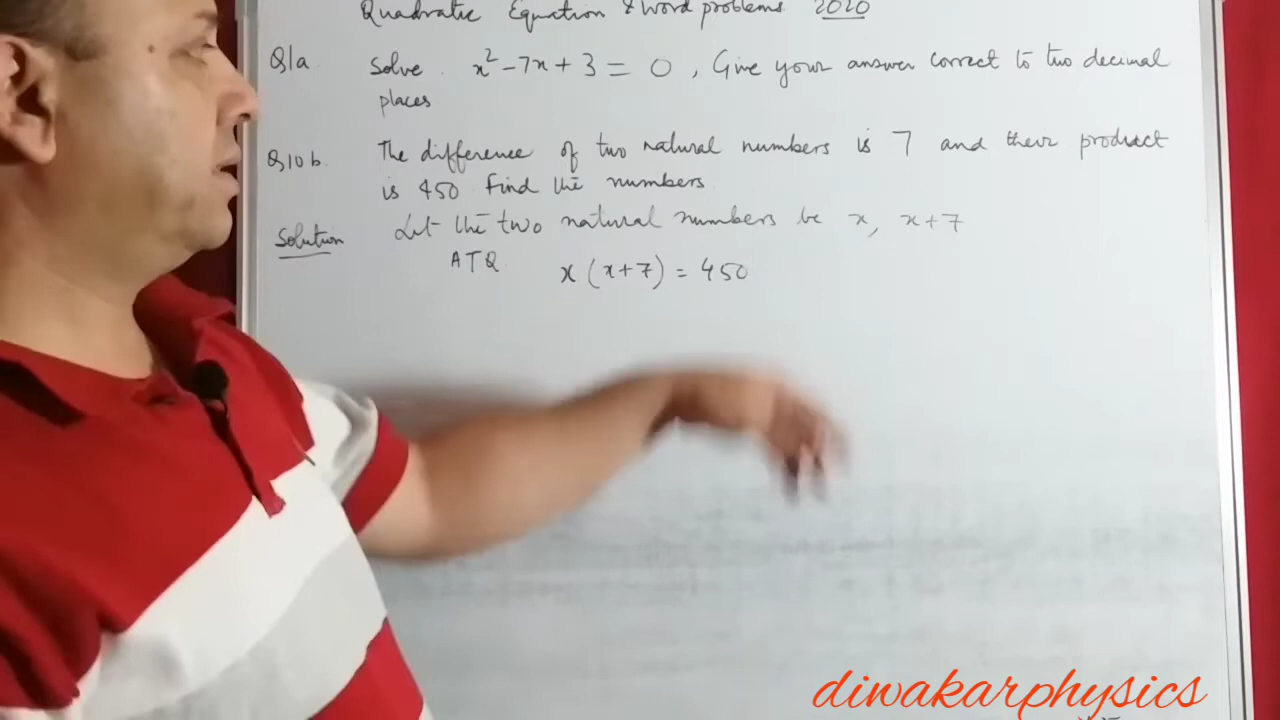 Quadratic Equation & word problems 2020
Q1a Solve x²-7x+3=0, Give your answer correct to two decimal
places
Q10b The difference of two natural numbers is 7 and their product
is 450 Find the numbers
Solution Let the two natural numbers be x, x+7
ATQ x(x+7)=450
diwakarphysics